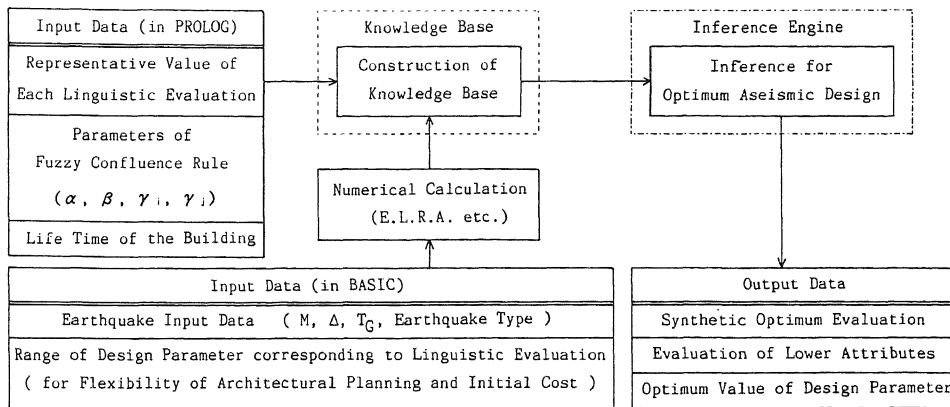 Input Data (in PROLOG)
Representative Value of
Each Linguistic Evaluation
Parameters of
Fuzzy Confluence Rule
(α, β, γi, γj)
Life Time of the Building
Knowledge Base
Construction of
Knowledge Base
Numerical Calculation
(E.L.R.A. etc.)
Inference Engine
Inference for
Optimum Aseismic Design
Input Data (in BASIC)
Earthquake Input Data ( M, Δ, TG, Earthquake Type )
Range of Design Parameter corresponding to Linguistic Evaluation
( for Flexibility of Architectural Planning and Initial Cost )
Output Data
Synthetic Optimum Evaluation
Evaluation of Lower Attributes
Optimum Value of Design Parameter